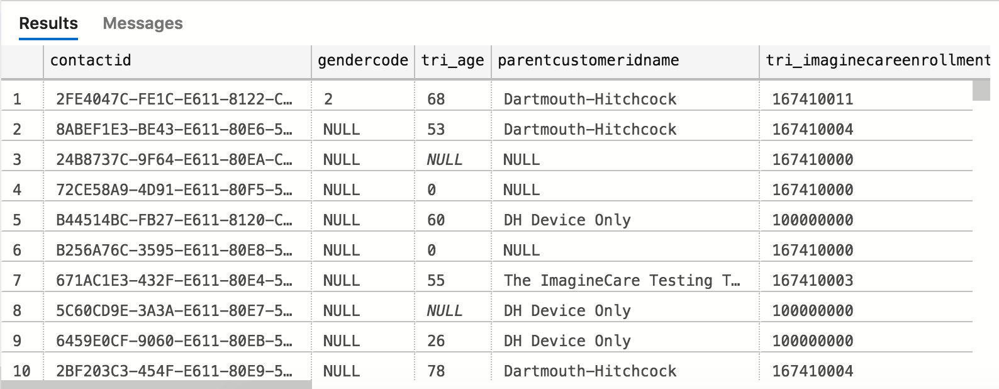 Results Messages
contactid gendercode tri_age parentcustomeridname tri_imaginecareenrollment
1 2FE4047C-FE1C-E611-8122-C… 2 68 Dartmouth-Hitchcock 167410011
2 8ABEF1E3-BE43-E611-80E6-5… NULL 53 Dartmouth-Hitchcock 167410004
3 24B8737C-9F64-E611-80EA-C… NULL NULL NULL 167410000
4 72CE58A9-4D91-E611-80F5-5… NULL 0 NULL 167410000
5 B44514BC-FB27-E611-8120-C… NULL 60 DH Device Only 100000000
6 B256A76C-3595-E611-80E8-5… NULL 0 NULL 167410000
7 671AC1E3-432F-E611-80E4-5… NULL 55 The ImagineCare Testing T… 167410003
8 5C60CD9E-3A3A-E611-80E7-5… NULL NULL DH Device Only 100000000
9 6459E0CF-9060-E611-80EB-5… NULL 26 DH Device Only 100000000
10 2BF203C3-454F-E611-80E9-5… NULL 78 Dartmouth-Hitchcock 167410004